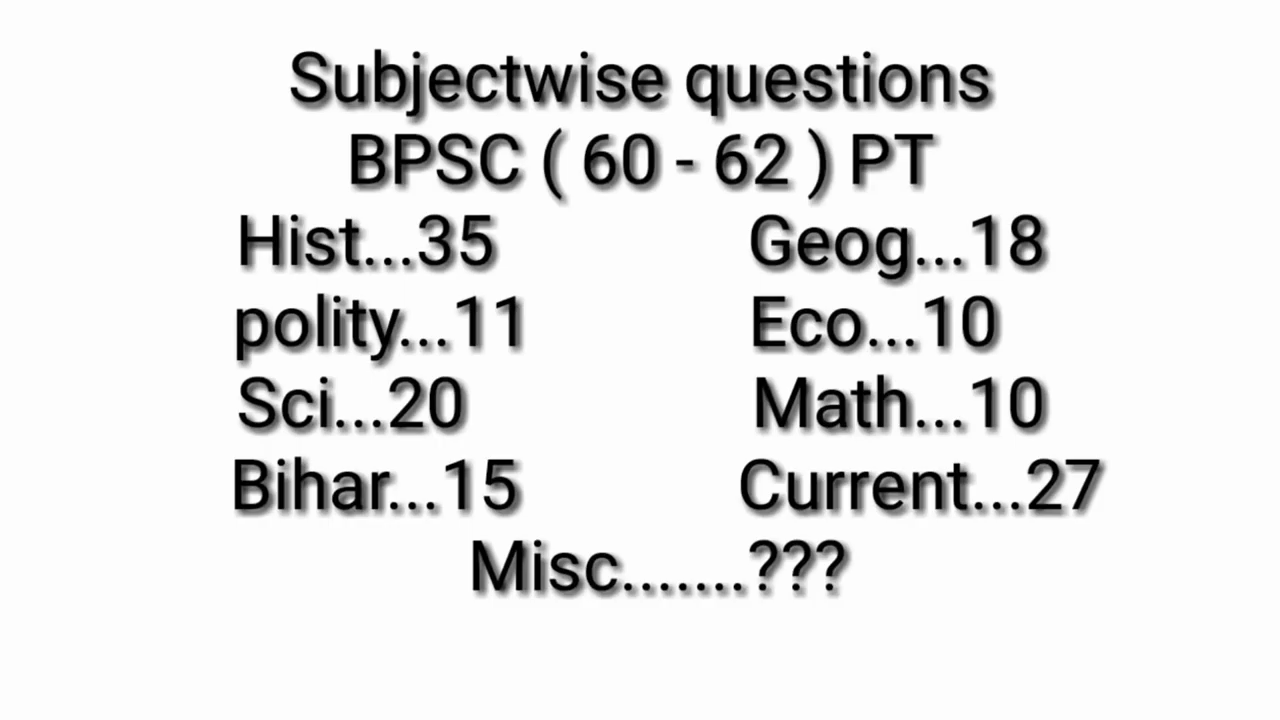 Subjectwise questions
BPSC ( 60 - 62 ) PT
Hist...35 Geog...18
polity...11 Eco...10
Sci...20 Math...10
Bihar...15 Current...27
Misc.......???